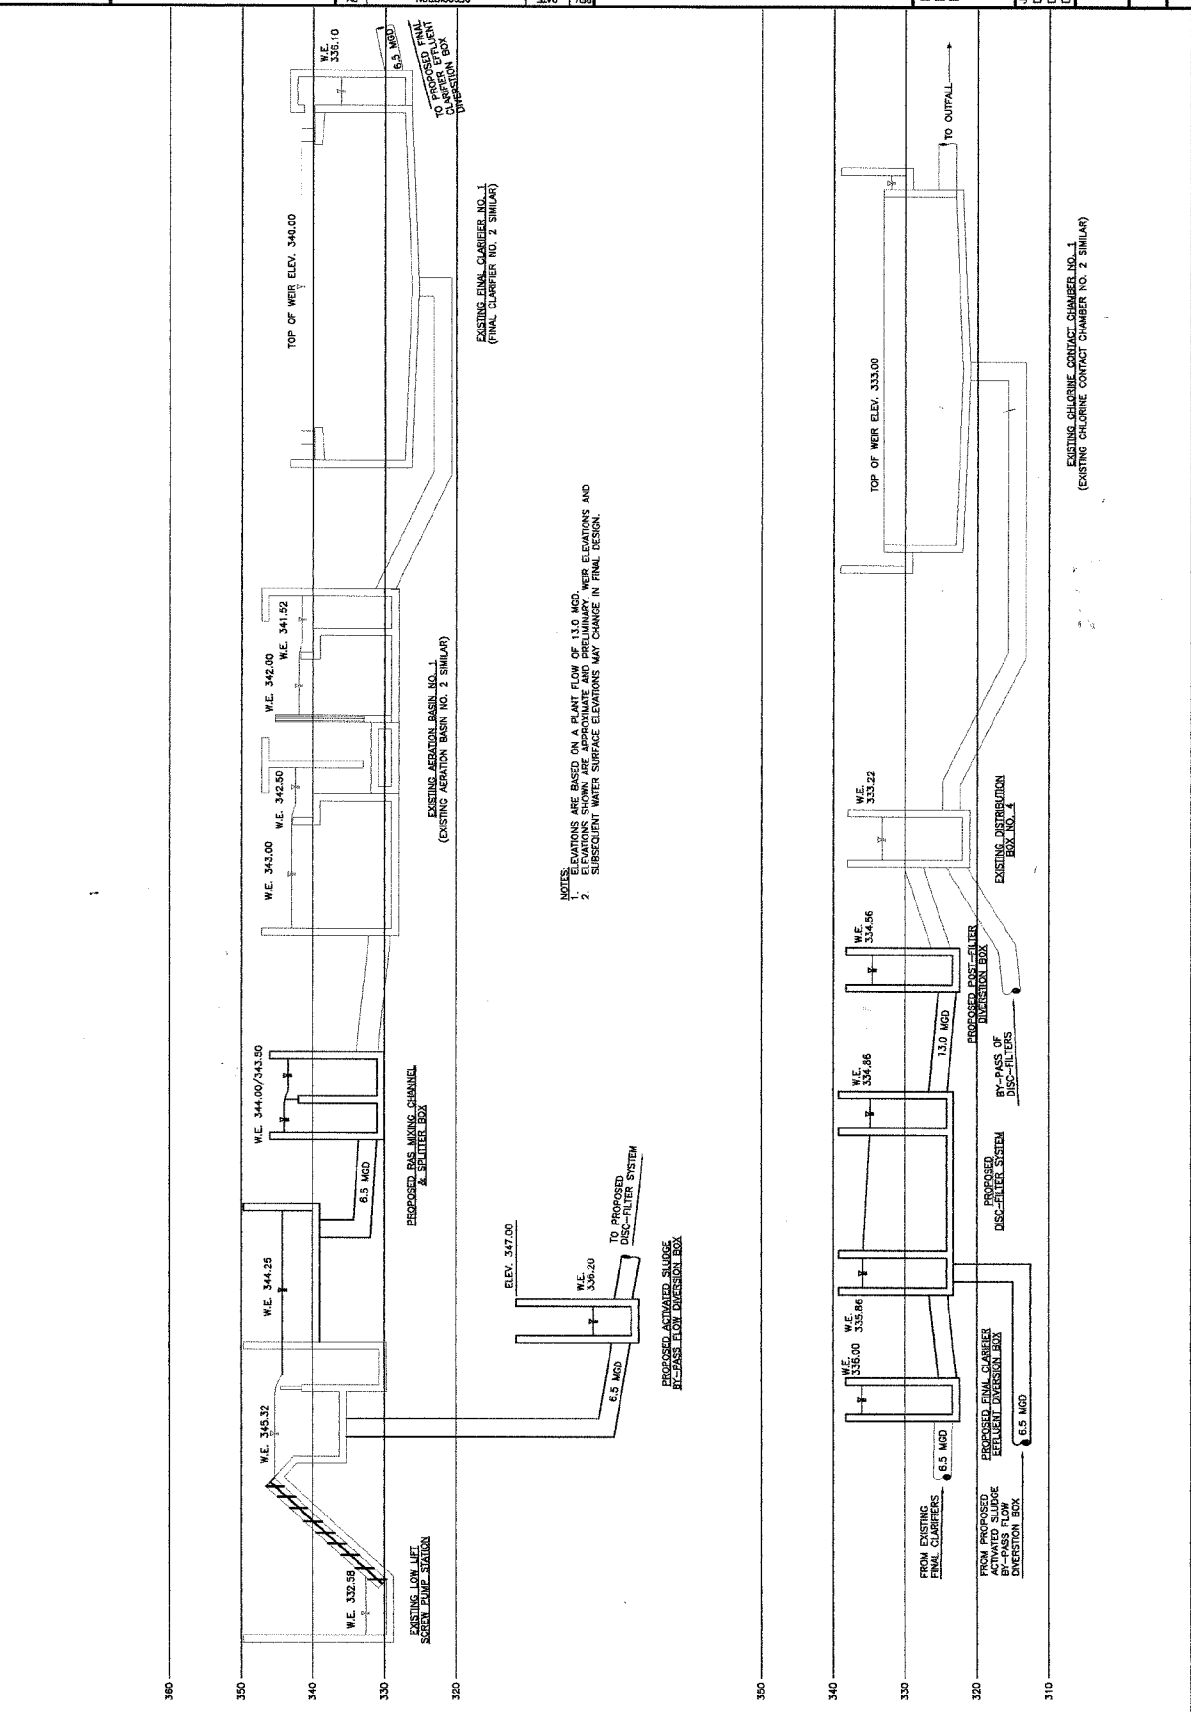 360
350
340
330
320
W.E. 332.58
EXISTING LOW LIFT
SCREW PUMP STATION
W.E. 345.32
W.E. 344.25
6.5 MGD
W.E. 344.00/343.50
PROPOSED RAS MIXING CHANNEL
& SPLITTER BOX
6.5 MGD
ELEV. 347.00
W.E.
336.20
TO PROPOSED
DISC-FILTER SYSTEM
PROPOSED ACTIVATED SLUDGE
BY-PASS FLOW DIVERSION BOX
W.E. 343.00
W.E. 342.50
W.E. 342.00
W.E. 341.52
EXISTING AERATION BASIN NO. 1
(EXISTING AERATION BASIN NO. 2 SIMILAR)
TOP OF WEIR ELEV. 340.00
W.E.
336.10
6.5 MGD
TO PROPOSED FINAL
CLARIFIER EFFLUENT
DIVERSTION BOX
EXISTING FINAL CLARIFIER NO. 1
(FINAL CLARIFIER NO. 2 SIMILAR)
NOTES:
1. ELEVATIONS ARE BASED ON A PLANT FLOW OF 13.0 MGD.
2. ELEVATIONS SHOWN ARE APPROXIMATE AND PRELIMINARY. WEIR ELEVATIONS AND
SUBSEQUENT WATER SURFACE ELEVATIONS MAY CHANGE IN FINAL DESIGN.
350
340
330
320
310
FROM EXISTING
FINAL CLARIFIERS
6.5 MGD
FROM PROPOSED
ACTIVATED SLUDGE
BY-PASS FLOW
DIVERSTION BOX
6.5 MGD
W.E.
336.00
PROPOSED FINAL CLARIFIER
EFFLUENT DIVERSION BOX
W.E.
335.86
PROPOSED
DISC-FILTER SYSTEM
W.E.
334.86
13.0 MGD
W.E.
334.56
PROPOSED POST-FILTER
DIVERSTION BOX
BY-PASS OF
DISC-FILTERS
W.E.
333.22
EXISTING DISTRIBUTION
BOX NO. 4
TOP OF WEIR ELEV. 333.00
TO OUTFALL
EXISTING CHLORINE CONTACT CHAMBER NO. 1
(EXISTING CHLORINE CONTACT CHAMBER NO. 2 SIMILAR)